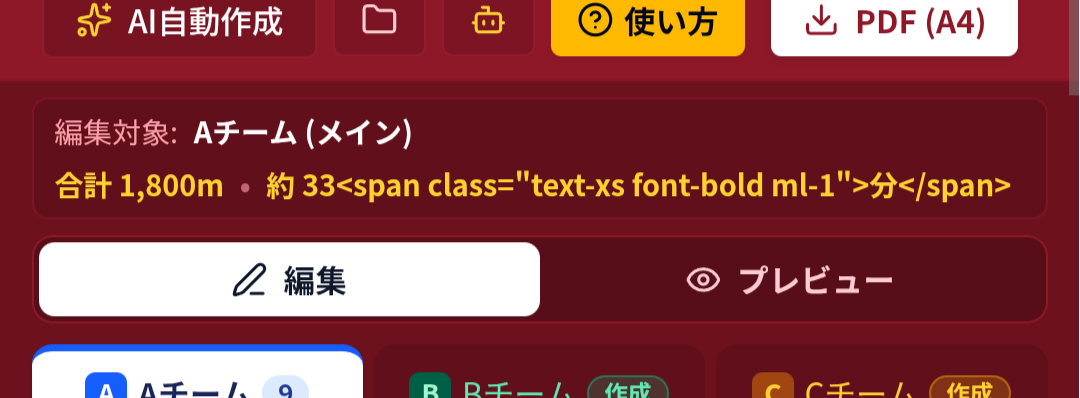 AI自動作成
使い方
PDF (A4)
編集対象: Aチーム (メイン)
合計 1,800m • 約 33<span class="text-xs font-bold ml-1">分</span>
編集
プレビュー
A Aチーム 9
B Bチーム 作成
C Cチーム 作成